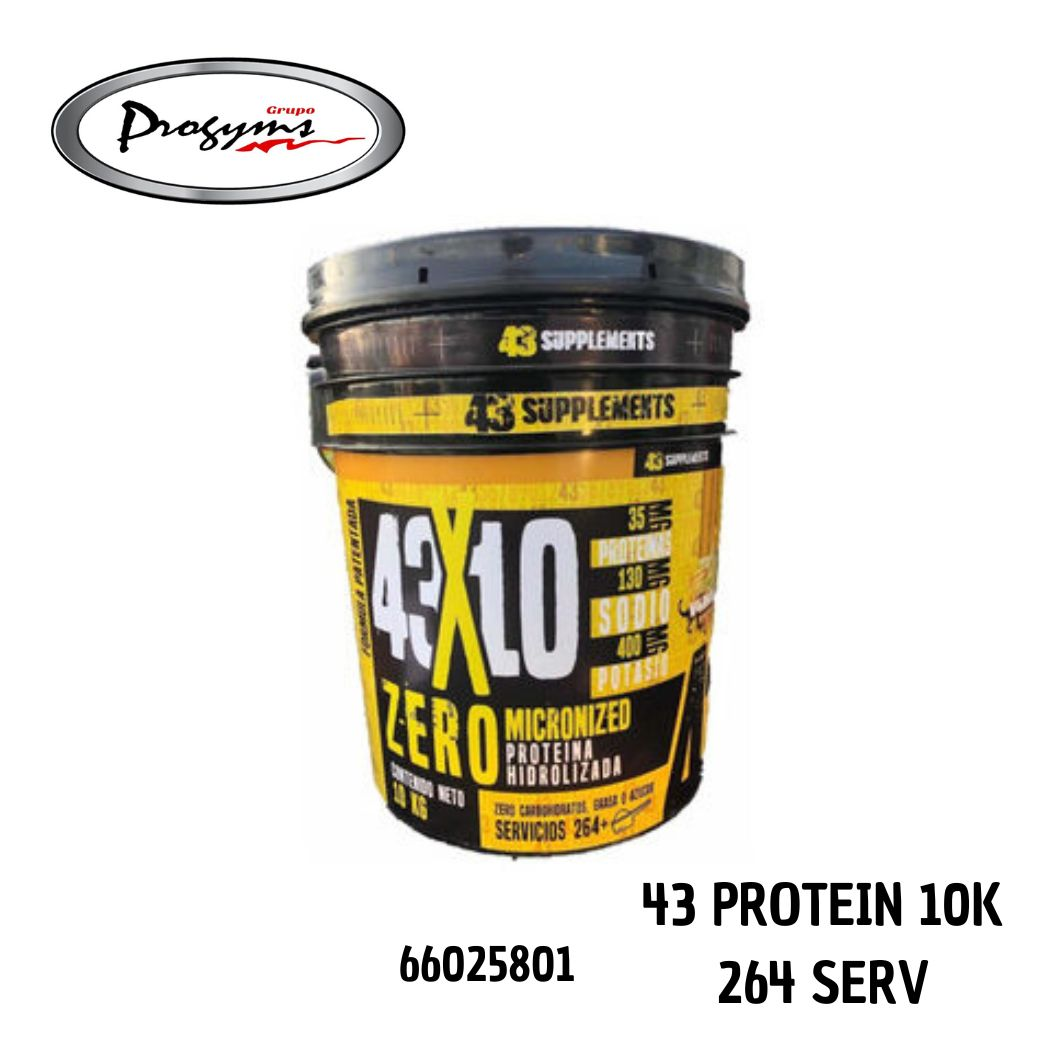 Grupo
Progyms
43 SUPPLEMENTS
43 SUPPLEMENTS
43 SUPPLEMENTS
FORMULA PATENTADA
43X10
ZERO
35 MG
PROTEINAS
130 MG
SODIO
400 MG
POTASIO
MICRONIZED
PROTEINA
HIDROLIZADA
CONTENIDO NETO
10 KG
ZERO CARBOHIDRATOS, GRASA O AZUCAR
SERVICIOS 264+
43 PROTEIN 10K
66025801
264 SERV